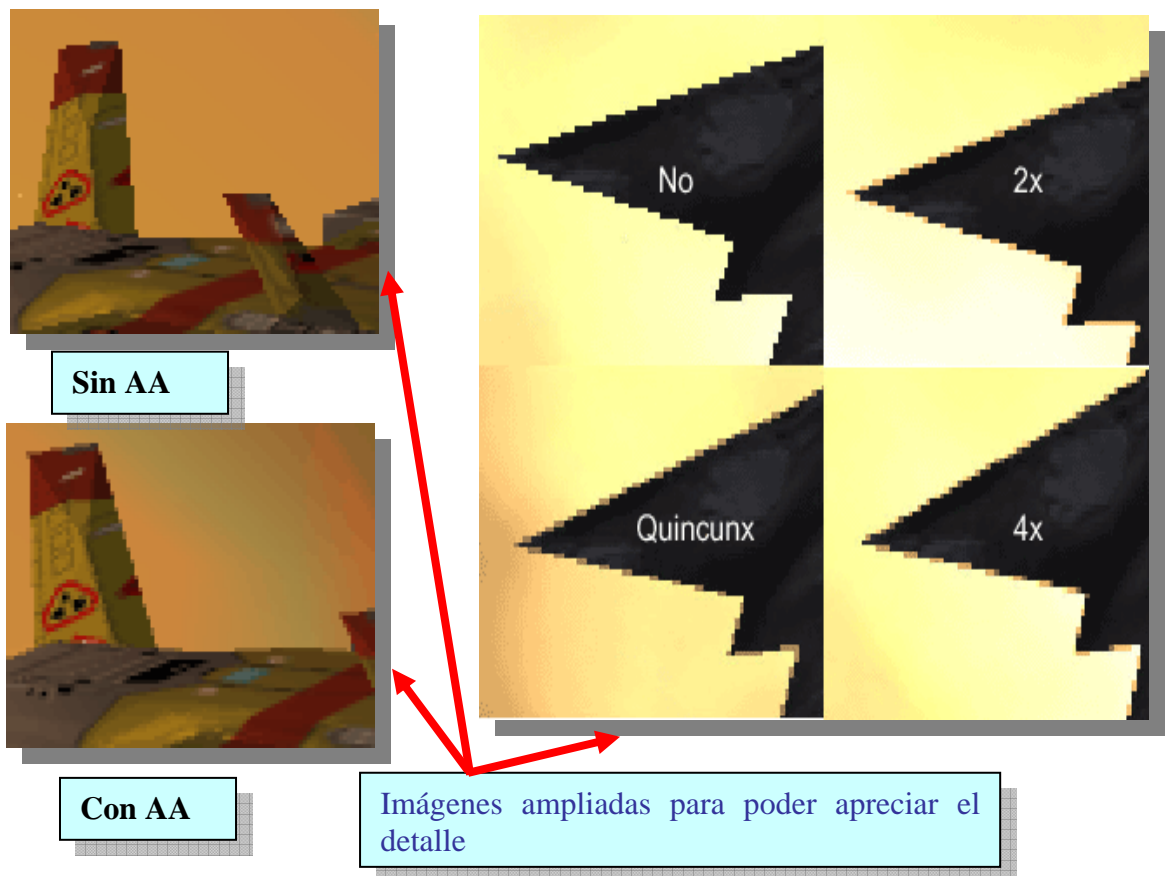 No
2x
Sin AA
Quincunx
4x
Con AA
Imágenes ampliadas para poder apreciar el
detalle